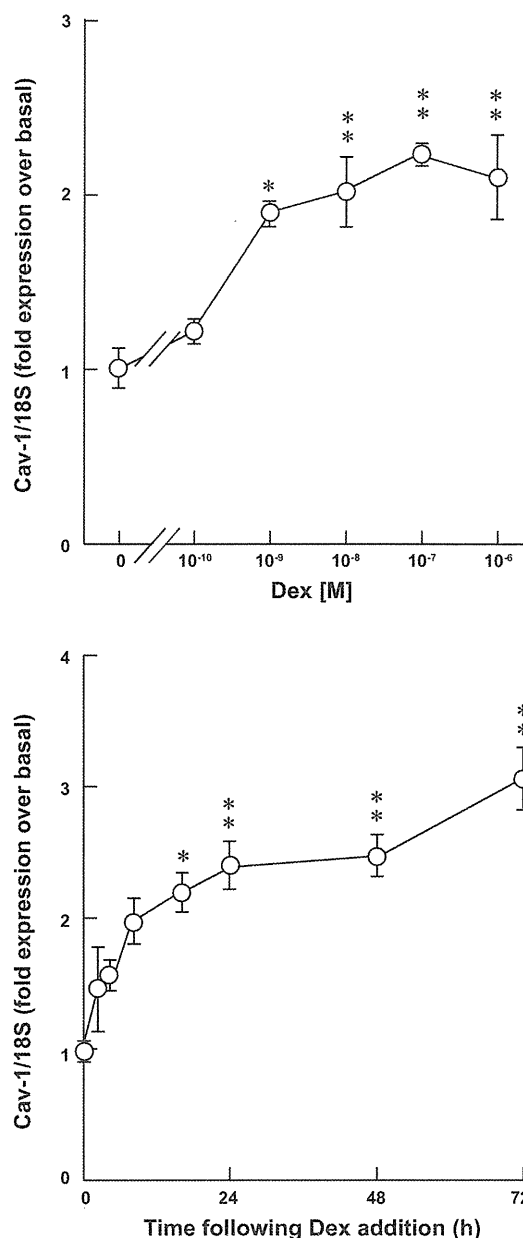 3
2
1
0
Cav-1/18S (fold expression over basal)
*
* *
* *
* *
0 10⁻¹⁰ 10⁻⁹ 10⁻⁸ 10⁻⁷ 10⁻⁶
Dex [M]
4
3
2
1
0
Cav-1/18S (fold expression over basal)
*
* *
* *
* *
0 24 48 72
Time following Dex addition (h)